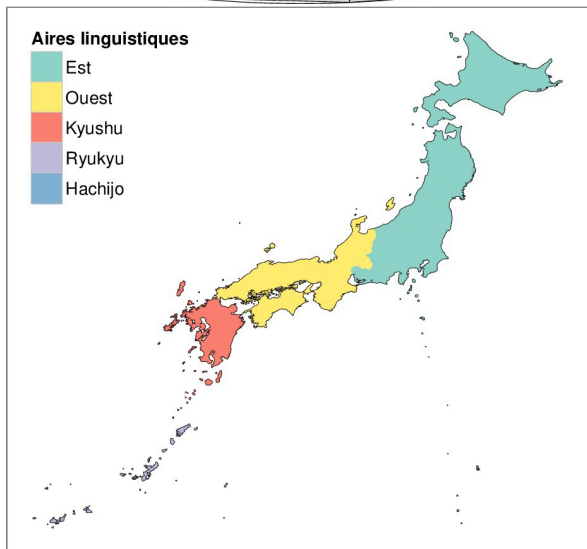 Aires linguistiques
Est
Ouest
Kyushu
Ryukyu
Hachijo